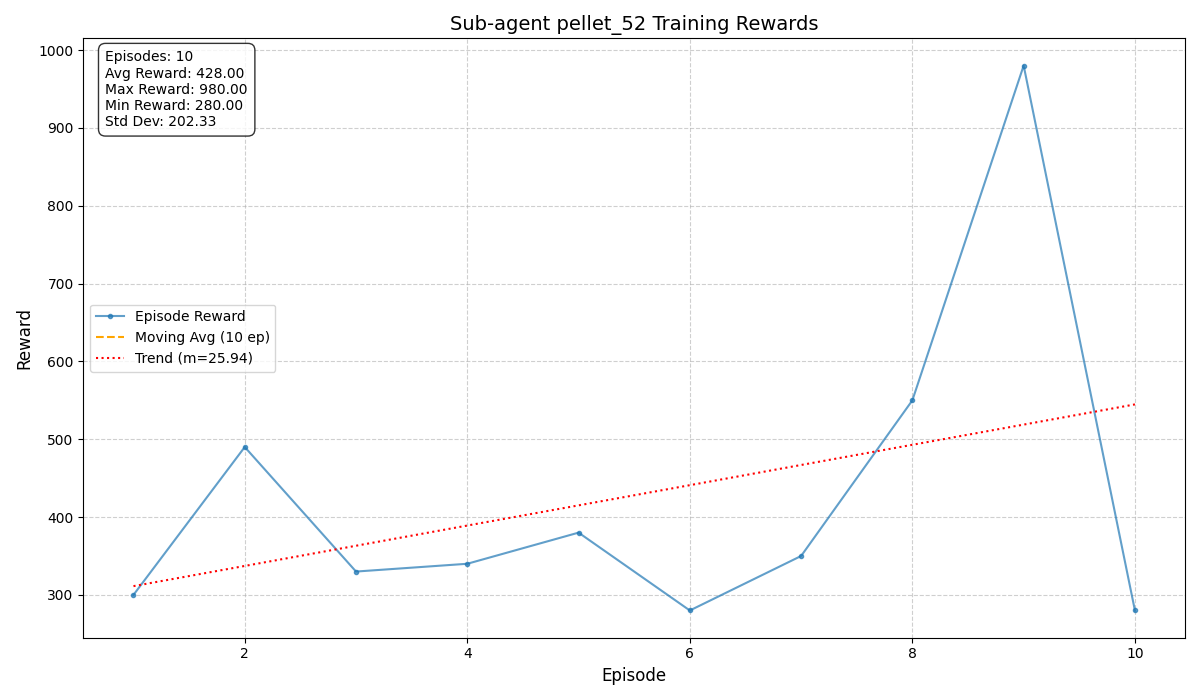 Sub-agent pellet_52 Training Rewards
Episodes: 10
Avg Reward: 428.00
Max Reward: 980.00
Min Reward: 280.00
Std Dev: 202.33
Episode Reward
Moving Avg (10 ep)
Trend (m=25.94)
Reward
1000
900
800
700
600
500
400
300
2 4 6 8 10
Episode